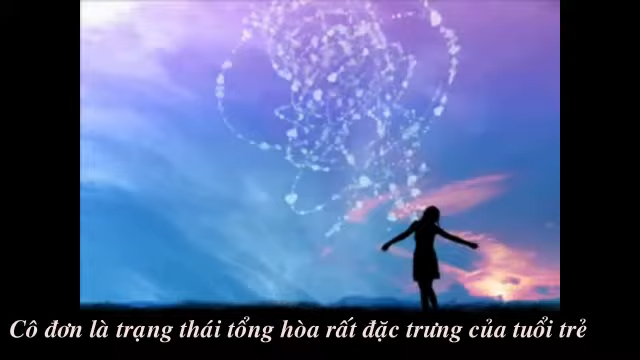 Cô đơn là trạng thái tổng hòa rất đặc trưng của tuổi trẻ